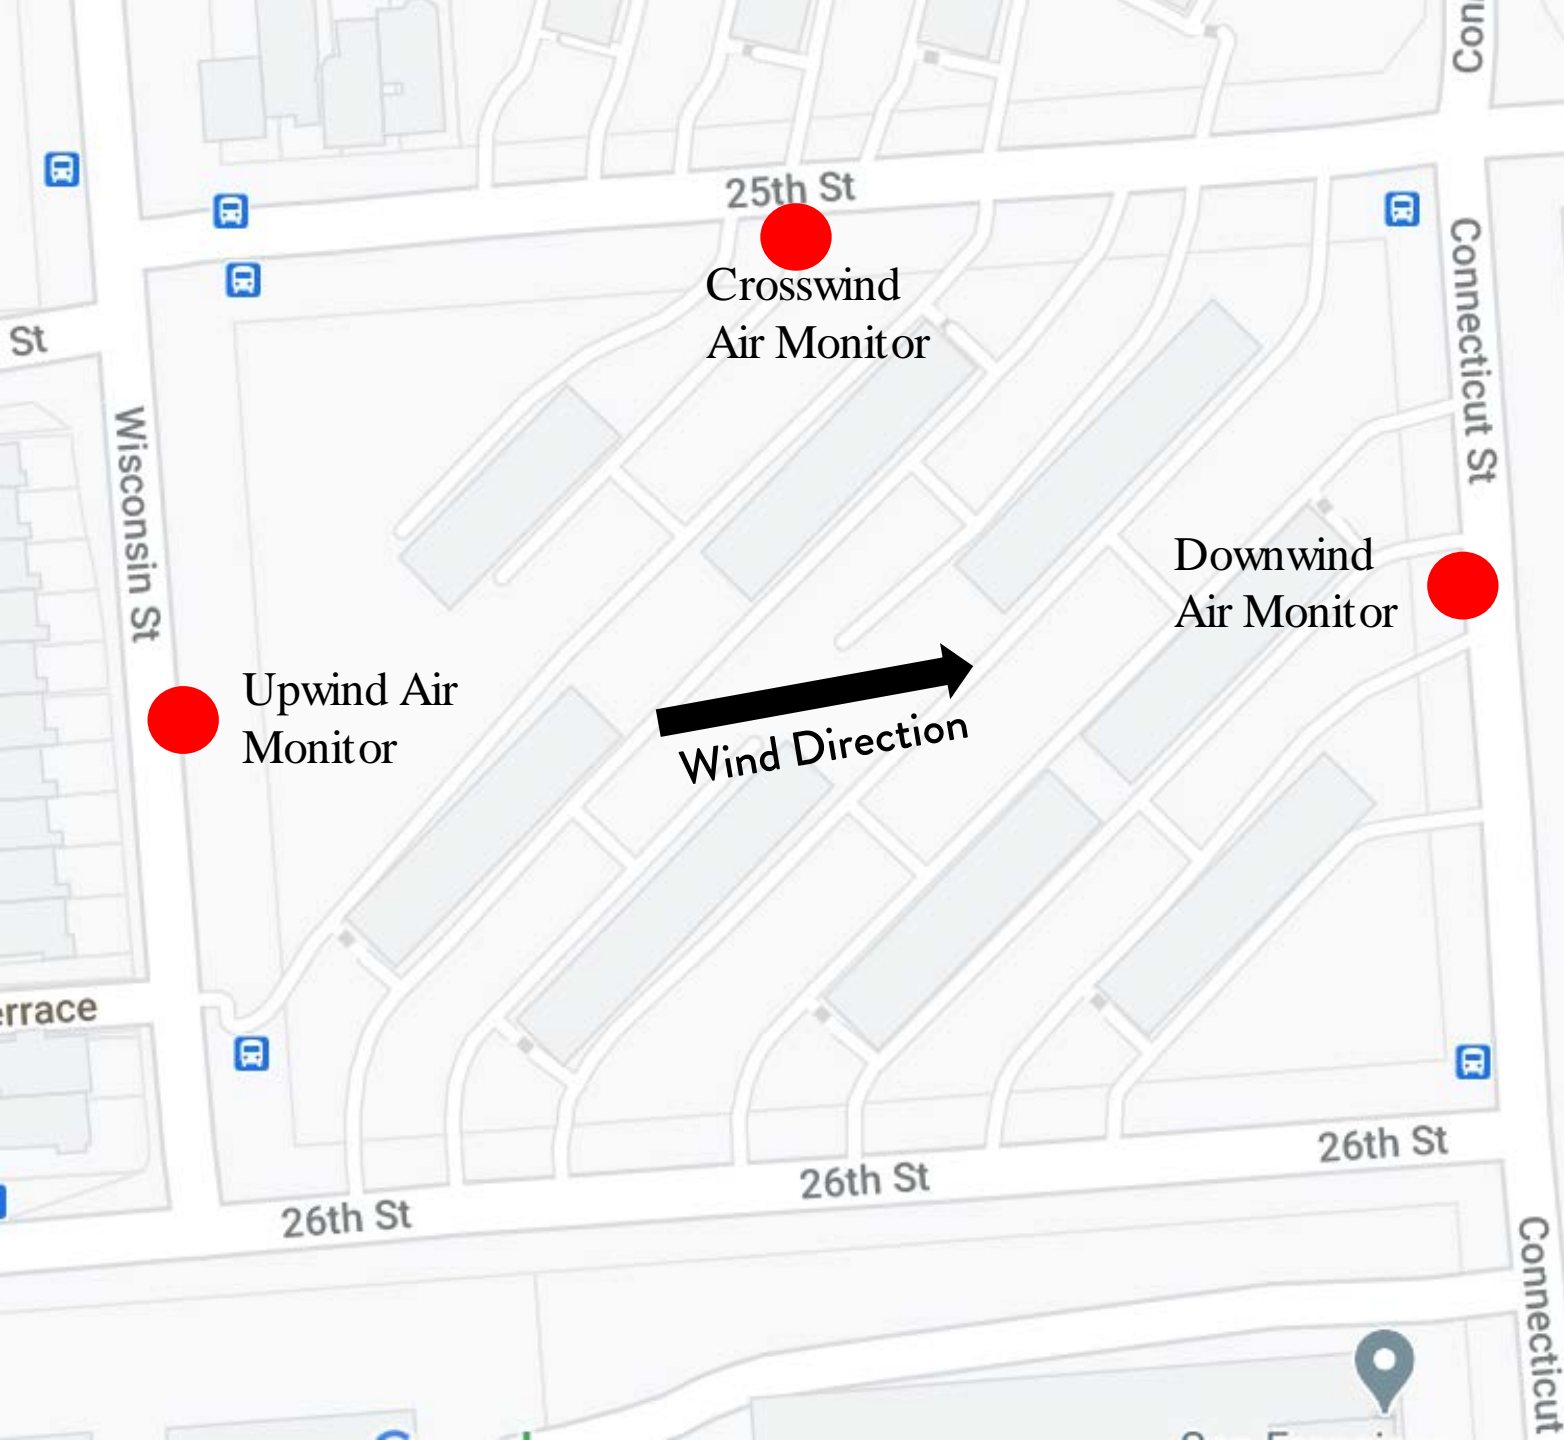 Conn
25th St
Crosswind
Air Monitor
St
Connecticut St
Wisconsin St
Downwind
Air Monitor
Upwind Air
Monitor
Wind Direction
errace
26th St
26th St
26th St
Connecticut